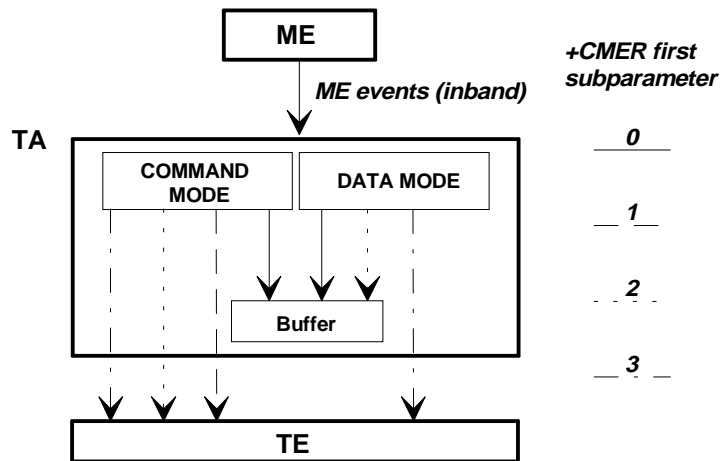 ME
+CMER first
subparameter
ME events (inband)
TA
0
COMMAND
MODE
DATA MODE
1
2
Buffer
3
TE